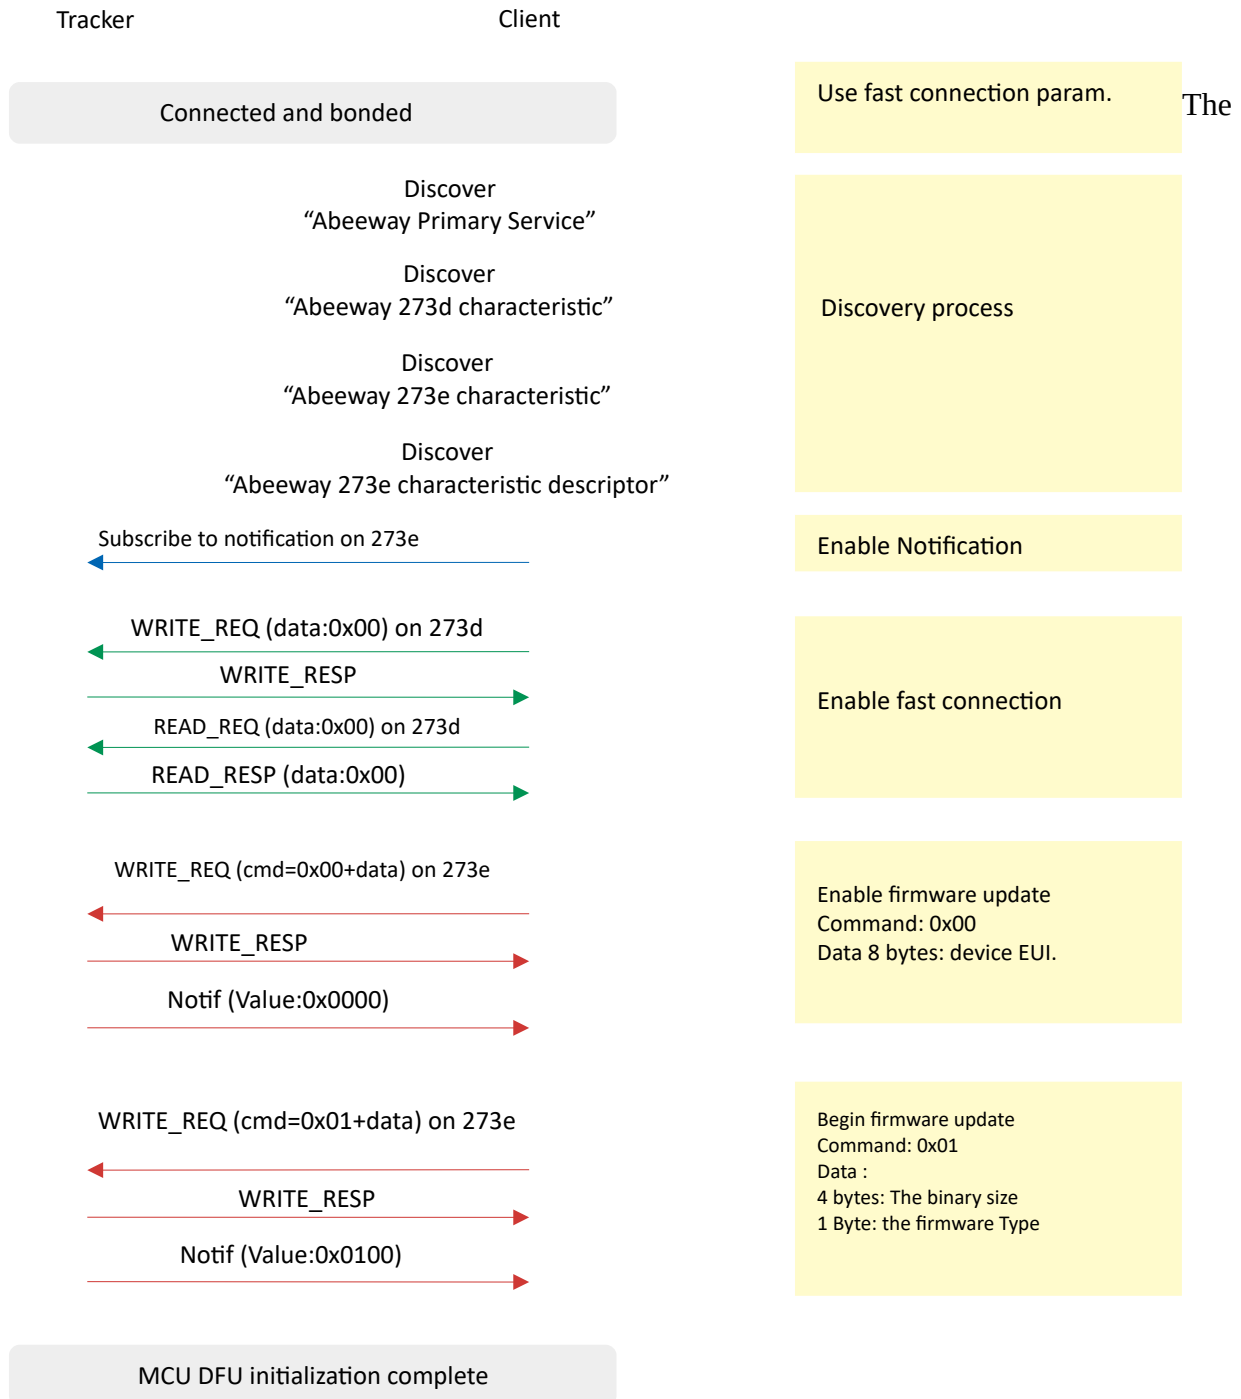 Tracker
Client
Connected and bonded
Use fast connection param.
The
Discover
“Abeeway Primary Service”
Discover
“Abeeway 273d characteristic”
Discovery process
Discover
“Abeeway 273e characteristic”
Discover
“Abeeway 273e characteristic descriptor”
Subscribe to notification on 273e
Enable Notification
WRITE_REQ (data:0x00) on 273d
WRITE_RESP
Enable fast connection
READ_REQ (data:0x00) on 273d
READ_RESP (data:0x00)
WRITE_REQ (cmd=0x00+data) on 273e
WRITE_RESP
Notif (Value:0x0000)
Enable firmware update
Command: 0x00
Data 8 bytes: device EUI.
WRITE_REQ (cmd=0x01+data) on 273e
WRITE_RESP
Notif (Value:0x0100)
Begin firmware update
Command: 0x01
Data :
4 bytes: The binary size
1 Byte: the firmware Type
MCU DFU initialization complete